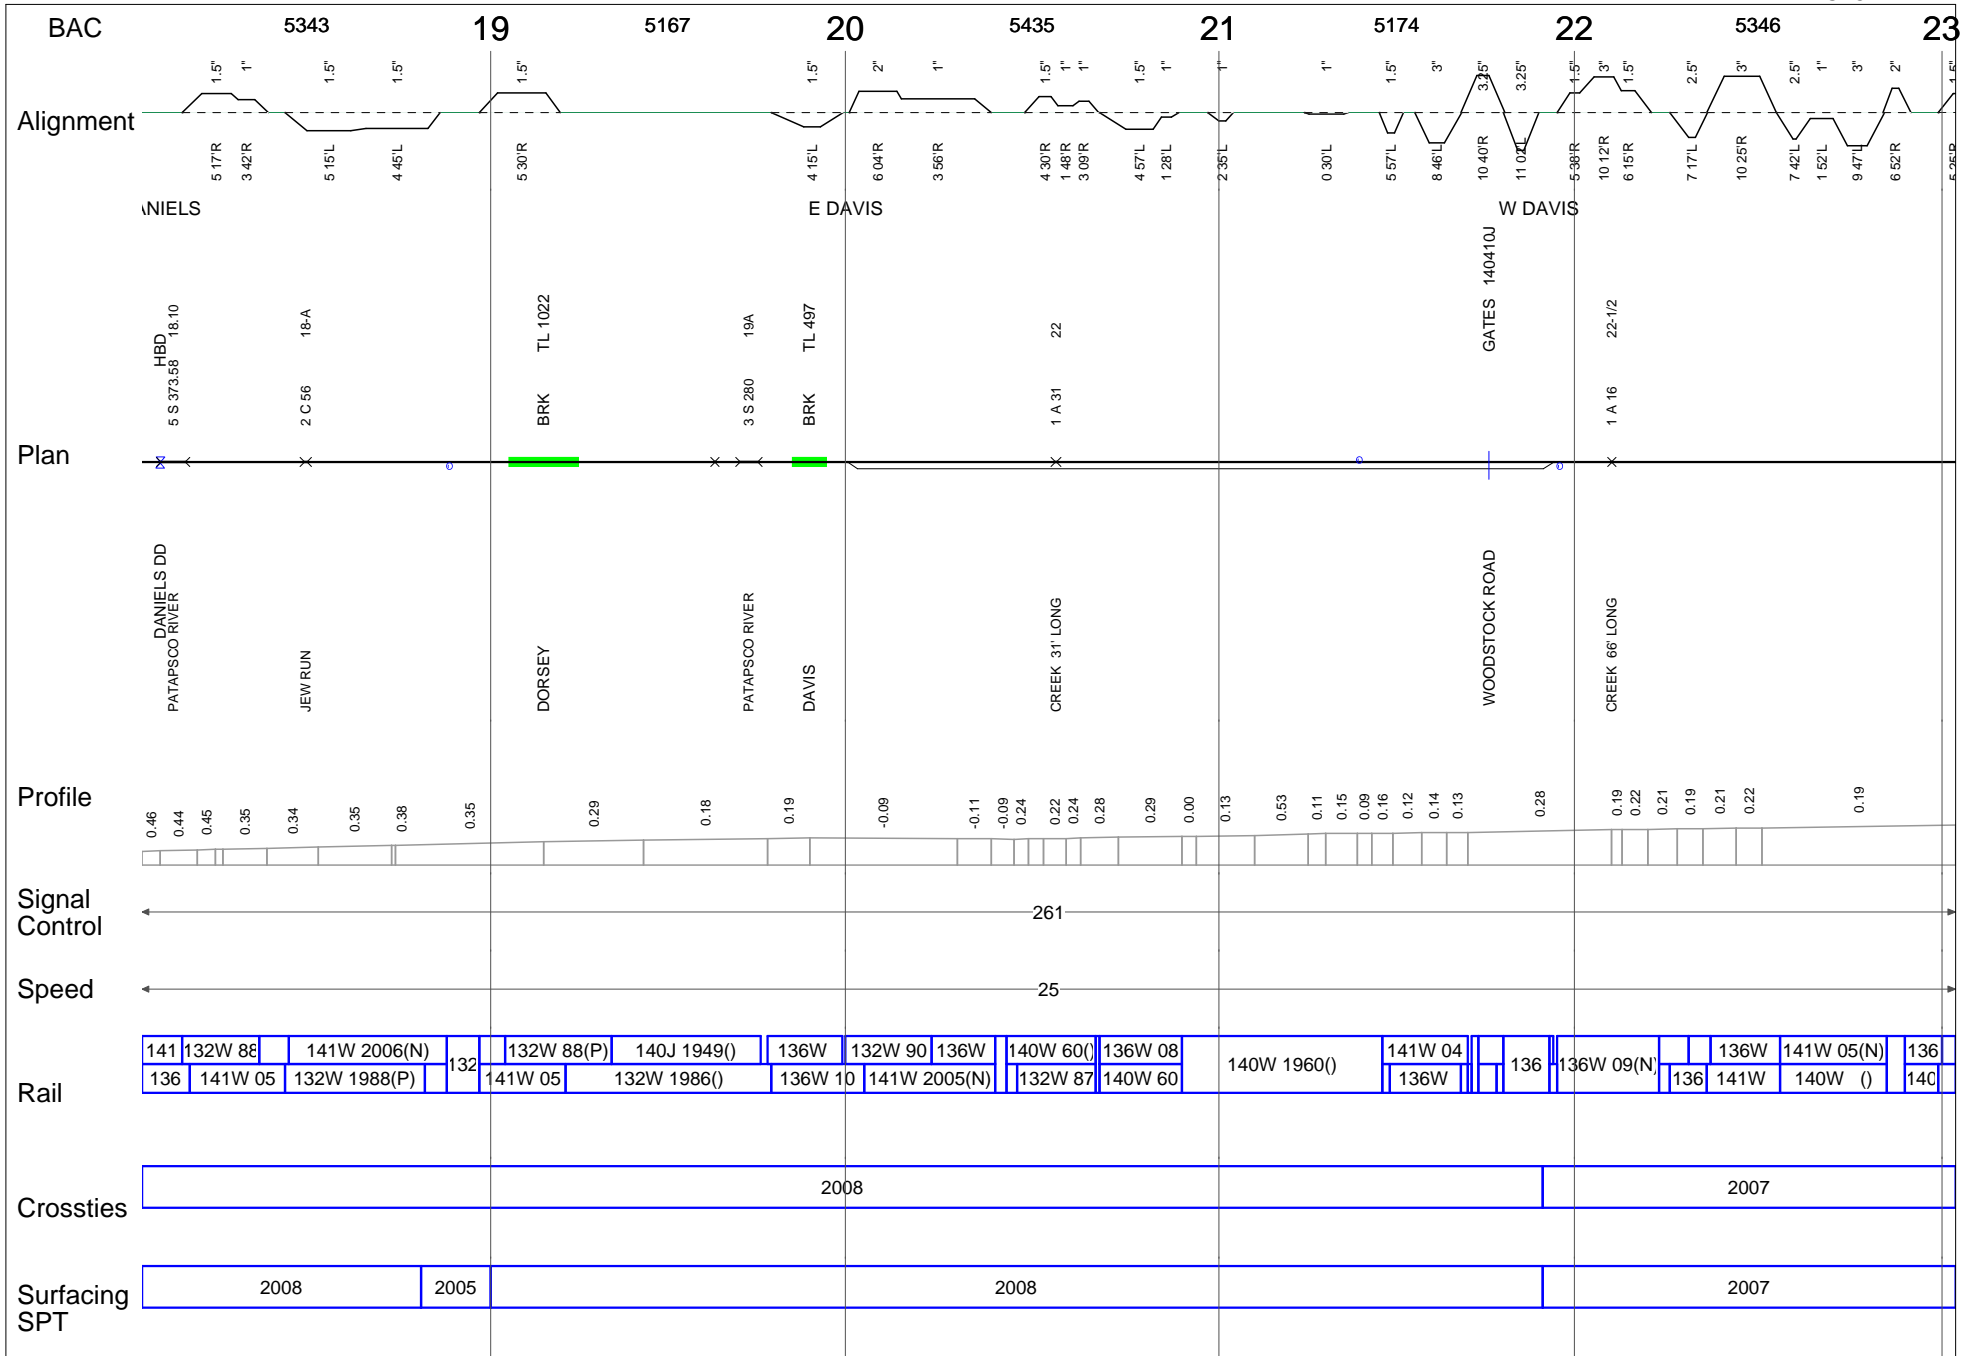 BAC 5343 19 5167 20 5435 21 5174 22 5346 23
1.5" 1" 1.5" 1.5" 1.5" 1.5" 2" 1" 1.5" 1" 1" 1.5" 1" 1" 1" 1.5" 3" 3.25" 3.25" 1.5" 3" 1.5" 2.5" 3" 2.5" 1" 3" 2" 1.5"
Alignment
5 17'R 3 42'R 5 15'L 4 45'L 5 30'R 4 15'L 6 04'R 3 56'R 4 30'R 1 48'R 3 09'R 4 57'L 1 28'L 2 35'L 0 30'L 5 57'L 8 46'L 10 40'R 11 02'L 5 38'R 10 12'R 6 15'R 7 17'L 10 25'R 7 42'L 1 52'L 9 47'L 6 52'R 5 25'R
ANIELS E DAVIS W DAVIS
HBD 18.10 18-A TL 1022 19A TL 497 22 GATES 140410J 22-1/2
5 S 373.58 2 C 56 BRK 3 S 280 BRK 1 A 31 1 A 16
Plan
DANIELS DD
PATAPSCO RIVER
JEW RUN
DORSEY
PATAPSCO RIVER
DAVIS
CREEK 31' LONG
WOODSTOCK ROAD
CREEK 66' LONG
Profile
0.46 0.44 0.45 0.35 0.34 0.35 0.38 0.35 0.29 0.18 0.19 -0.09 -0.11 -0.09 0.24 0.22 0.24 0.28 0.29 0.00 0.13 0.53 0.11 0.15 0.09 0.16 0.12 0.14 0.13 0.28 0.19 0.22 0.21 0.19 0.21 0.22 0.19
Signal
Control
261
Speed
25
Rail
141 132W 88 141W 2006(N) 132 132W 88(P) 140J 1949() 136W 132W 90 136W 140W 60() 136W 08 140W 1960() 141W 04 136 136W 09(N) 136W 141W 05(N) 136
136 141W 05 132W 1988(P) 141W 05 132W 1986() 136W 10 141W 2005(N) 132W 87 140W 60 136W 136 141W 140W () 140
Crossties
2008 2007
Surfacing
SPT
2008 2005 2008 2007